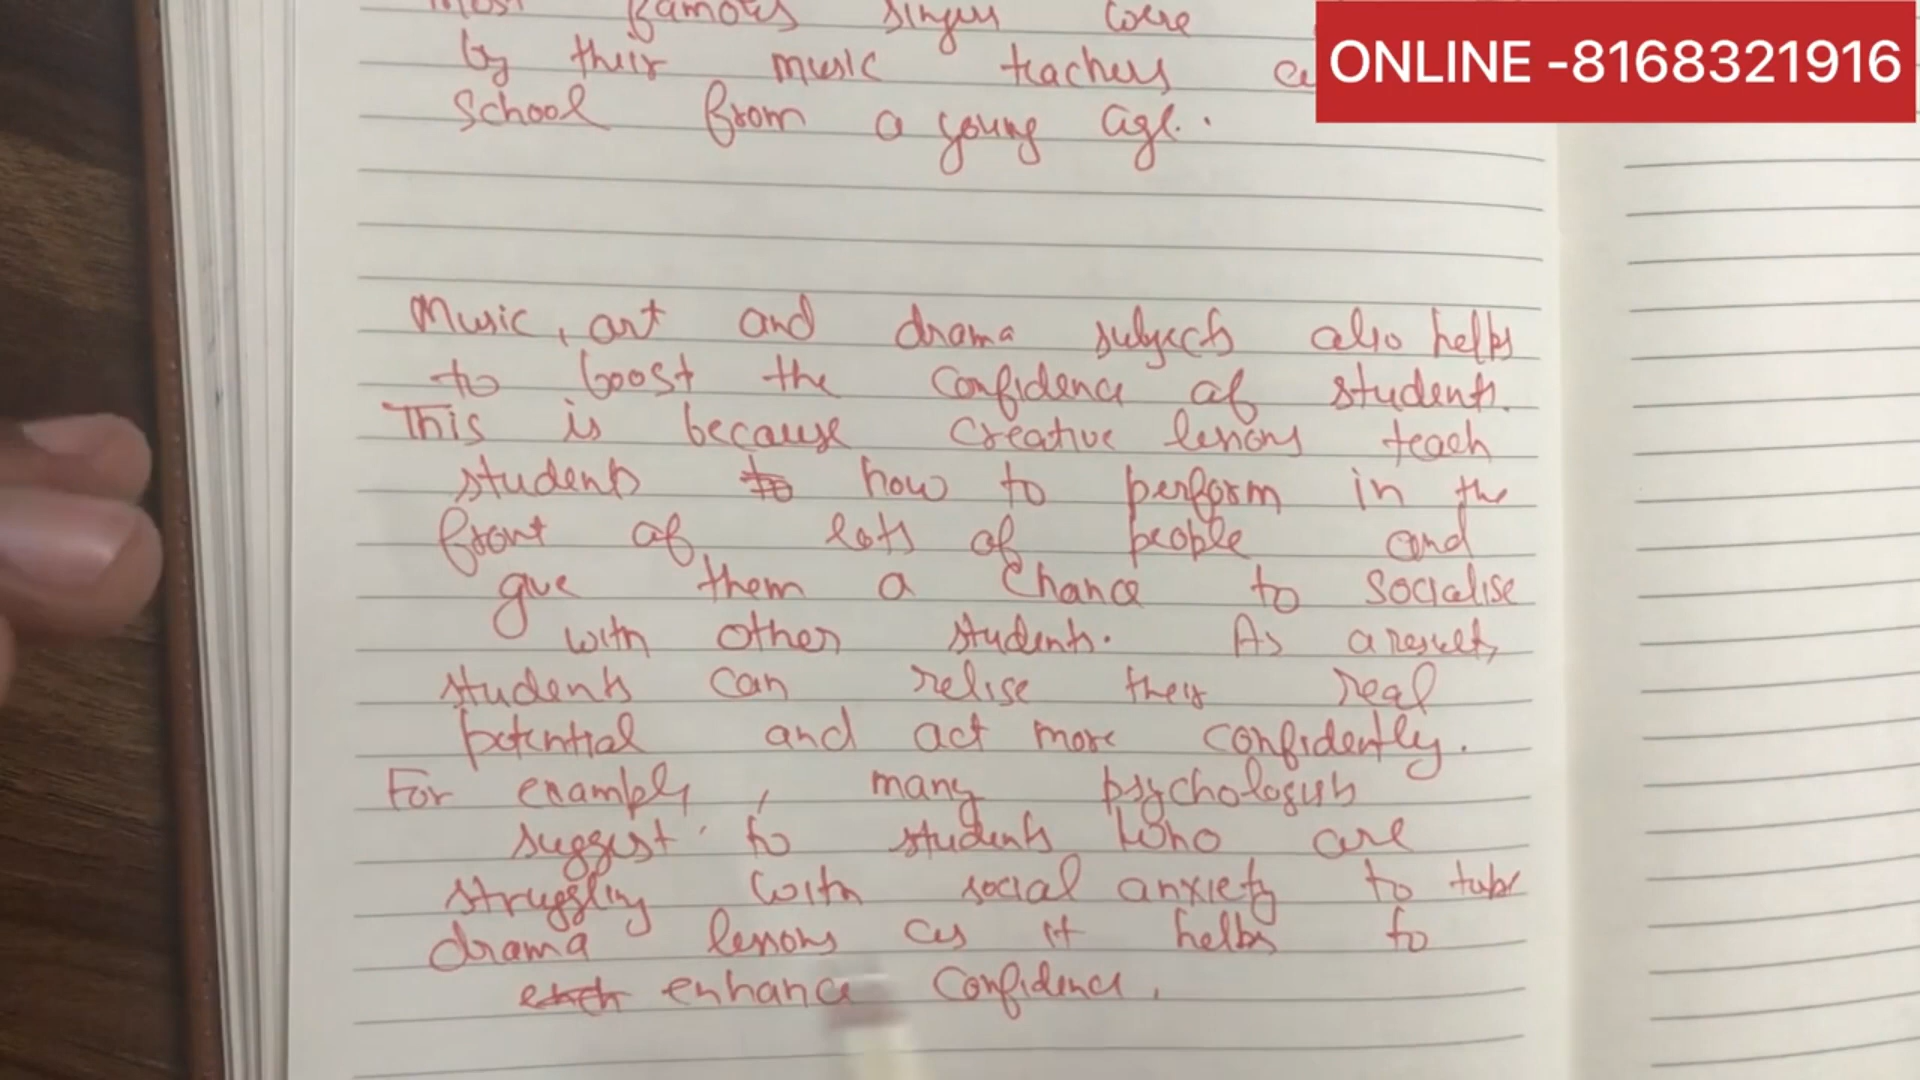 Most famous singers were
ONLINE -8168321916
by their music teachers
School from a young age.
Music, art and drama subjects also helps
to boost the confidence of students.
This is because creative lessons teach
students to how to perform in the
front of lots of people and
give them a chance to socialise
with other students. As a result,
students can relise their real
potential and act more confidently.
For example, many psychologists
suggest to students who are
struggling with social anxiety to take
drama lessons as it helps to
enhance confidence.